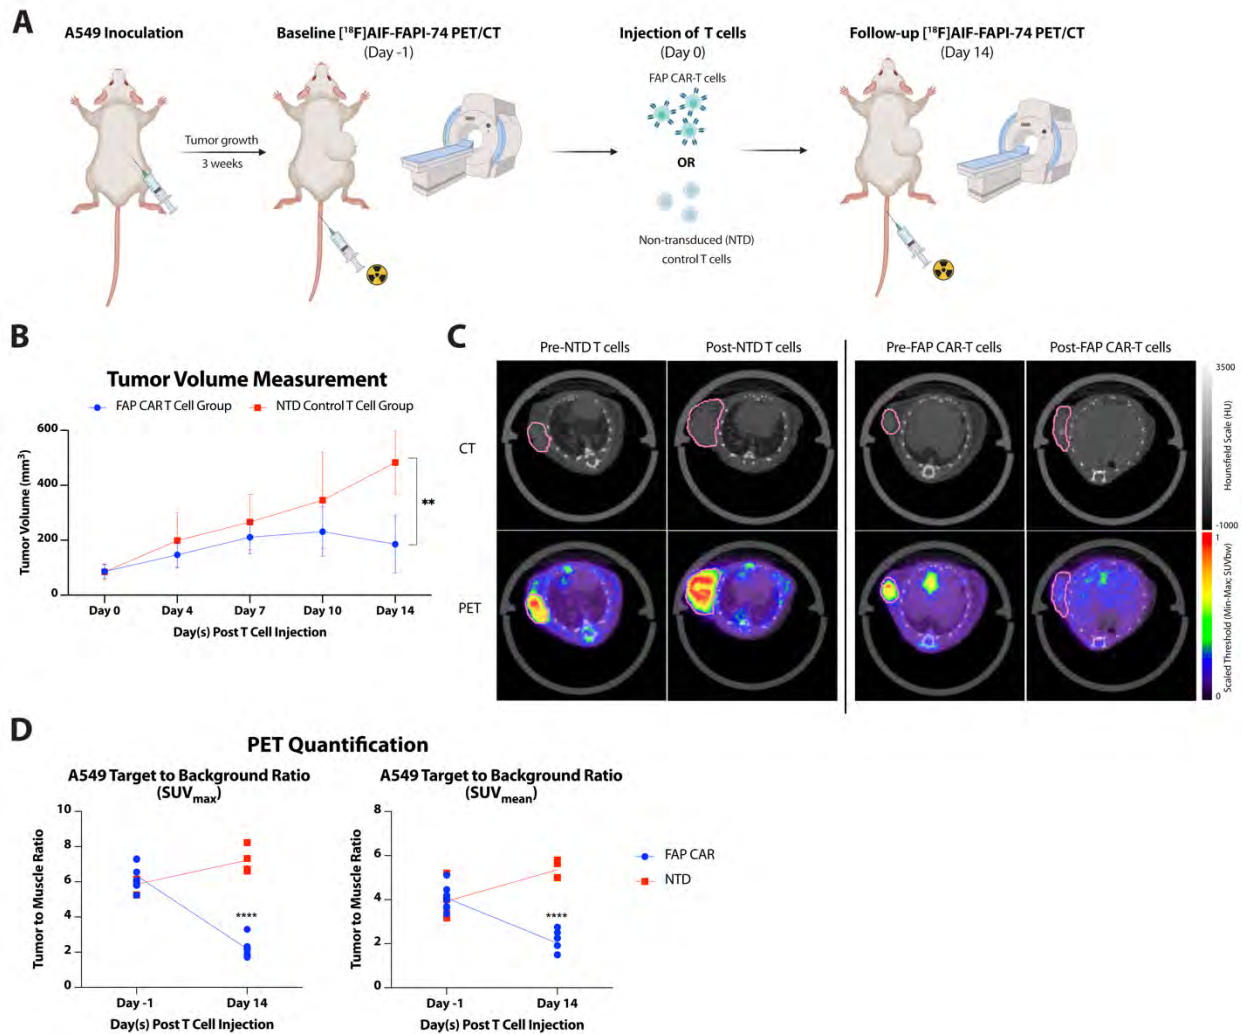 A
A549 Inoculation
Tumor growth
3 weeks
Baseline [18F]AlF-FAPI-74 PET/CT
(Day -1)
Injection of T cells
(Day 0)
FAP CAR-T cells
OR
Non-transduced (NTD)
control T cells
Follow-up [18F]AlF-FAPI-74 PET/CT
(Day 14)
B
Tumor Volume Measurement
FAP CAR T Cell Group
NTD Control T Cell Group
Tumor Volume (mm³)
600
400
200
0
**
Day 0
Day 4
Day 7
Day 10
Day 14
Day(s) Post T Cell Injection
C
Pre-NTD T cells
Post-NTD T cells
Pre-FAP CAR-T cells
Post-FAP CAR-T cells
CT
PET
3500
Hounsfield Scale (HU)
-1000
1
Scaled Threshold (Min-Max; SUVbw)
0
D
PET Quantification
A549 Target to Background Ratio
(SUVmax)
Tumor to Muscle Ratio
10
8
6
4
2
0
****
Day -1
Day 14
Day(s) Post T Cell Injection
A549 Target to Background Ratio
(SUVmean)
Tumor to Muscle Ratio
8
6
4
2
0
****
Day -1
Day 14
Day(s) Post T Cell Injection
FAP CAR
NTD